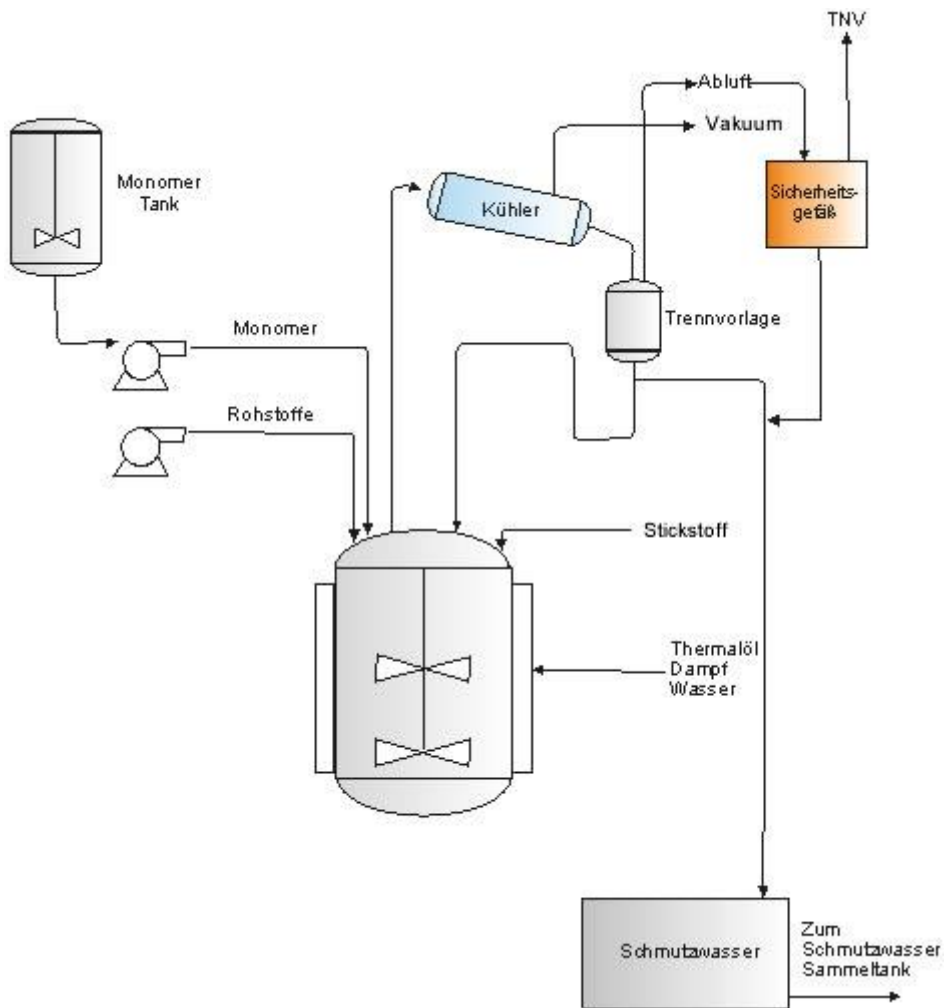 TNV
Abluft
Vakuum
Monomer
Tank
Kühler
Sicherheits-
gefäß
Trennvorlage
Monomer
Rohstoffe
Stickstoff
Thermalöl
Dampf
Wasser
Schmutzwasser
Zum
Schmutzwasser
Sammeltank